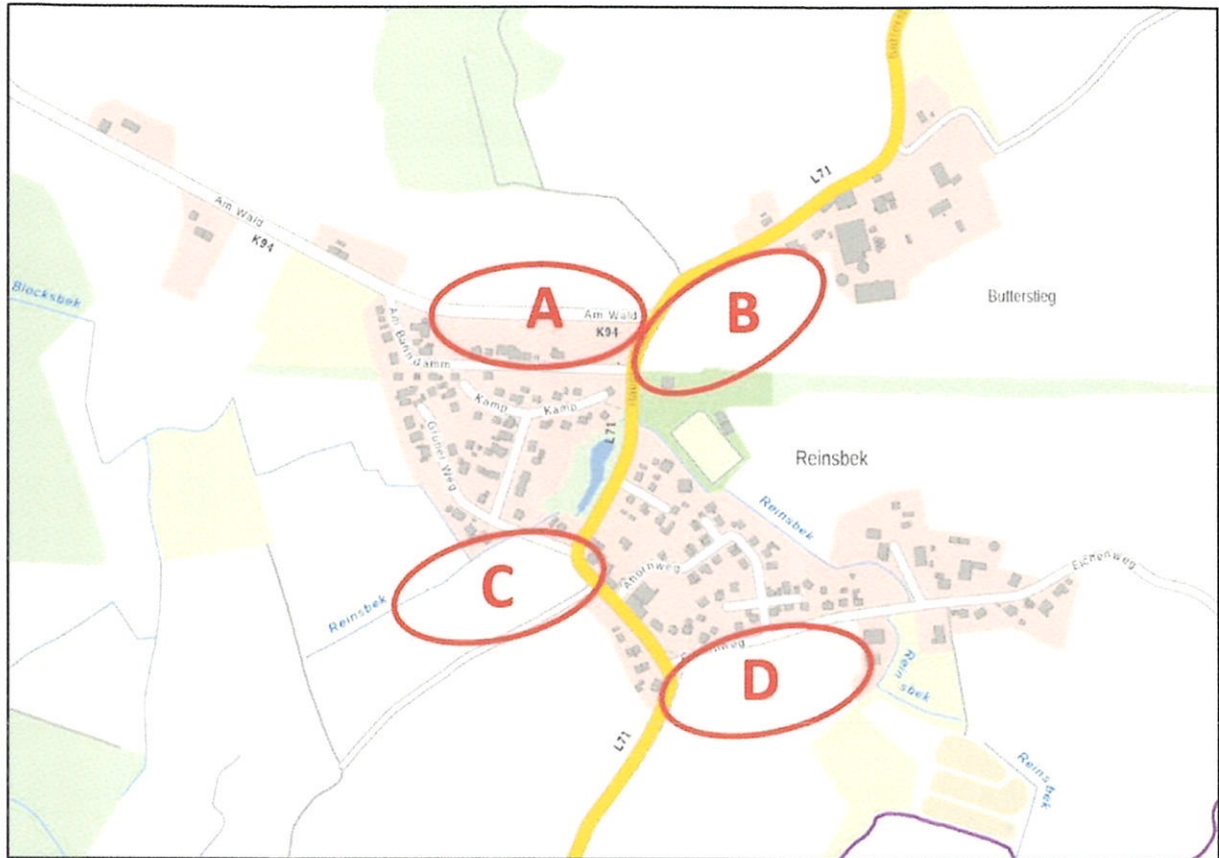 L71
Am Wald
K94
Blocksbek
Butterstieg
A
B
Am Wald
K94
Am Bahndamm
Kamp
Kamp
Grüner Weg
L71
Reinsbek
Reinsbek
Ahornweg
Eichenweg
C
Reinsbek
D
Reinsbek
L71
Reinsbek